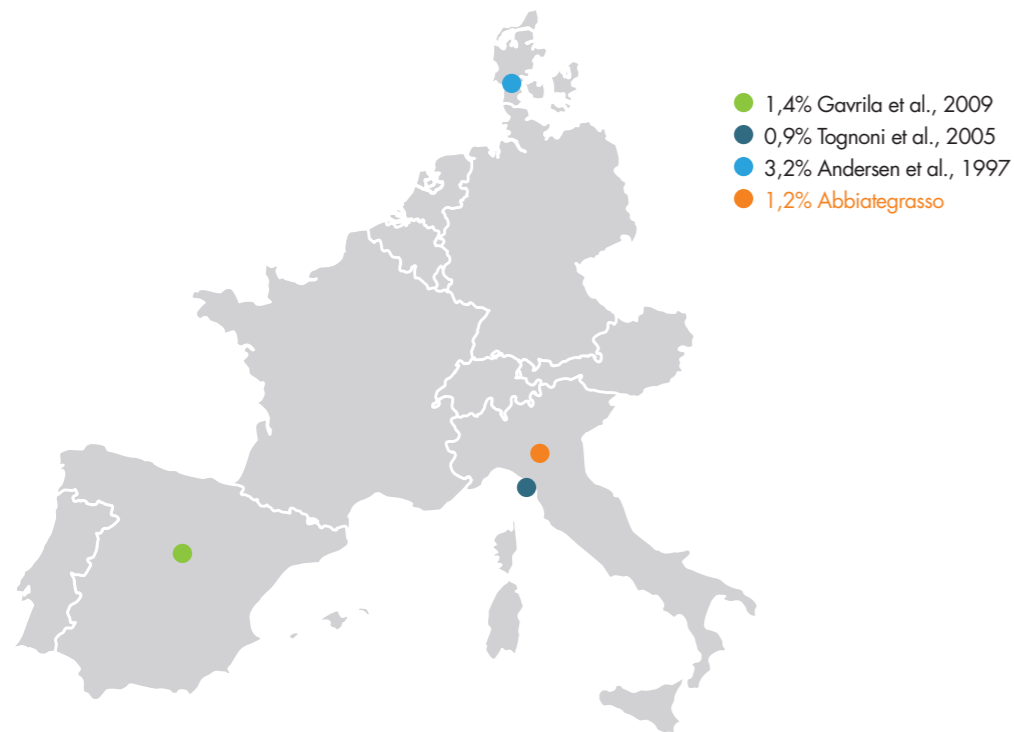 1,4% Gavrila et al., 2009
0,9% Tognoni et al., 2005
3,2% Andersen et al., 1997
1,2% Abbiategrasso